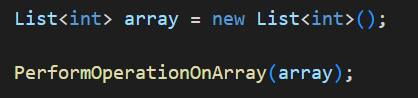 List<int> array = new List<int>();
PerformOperationOnArray(array);